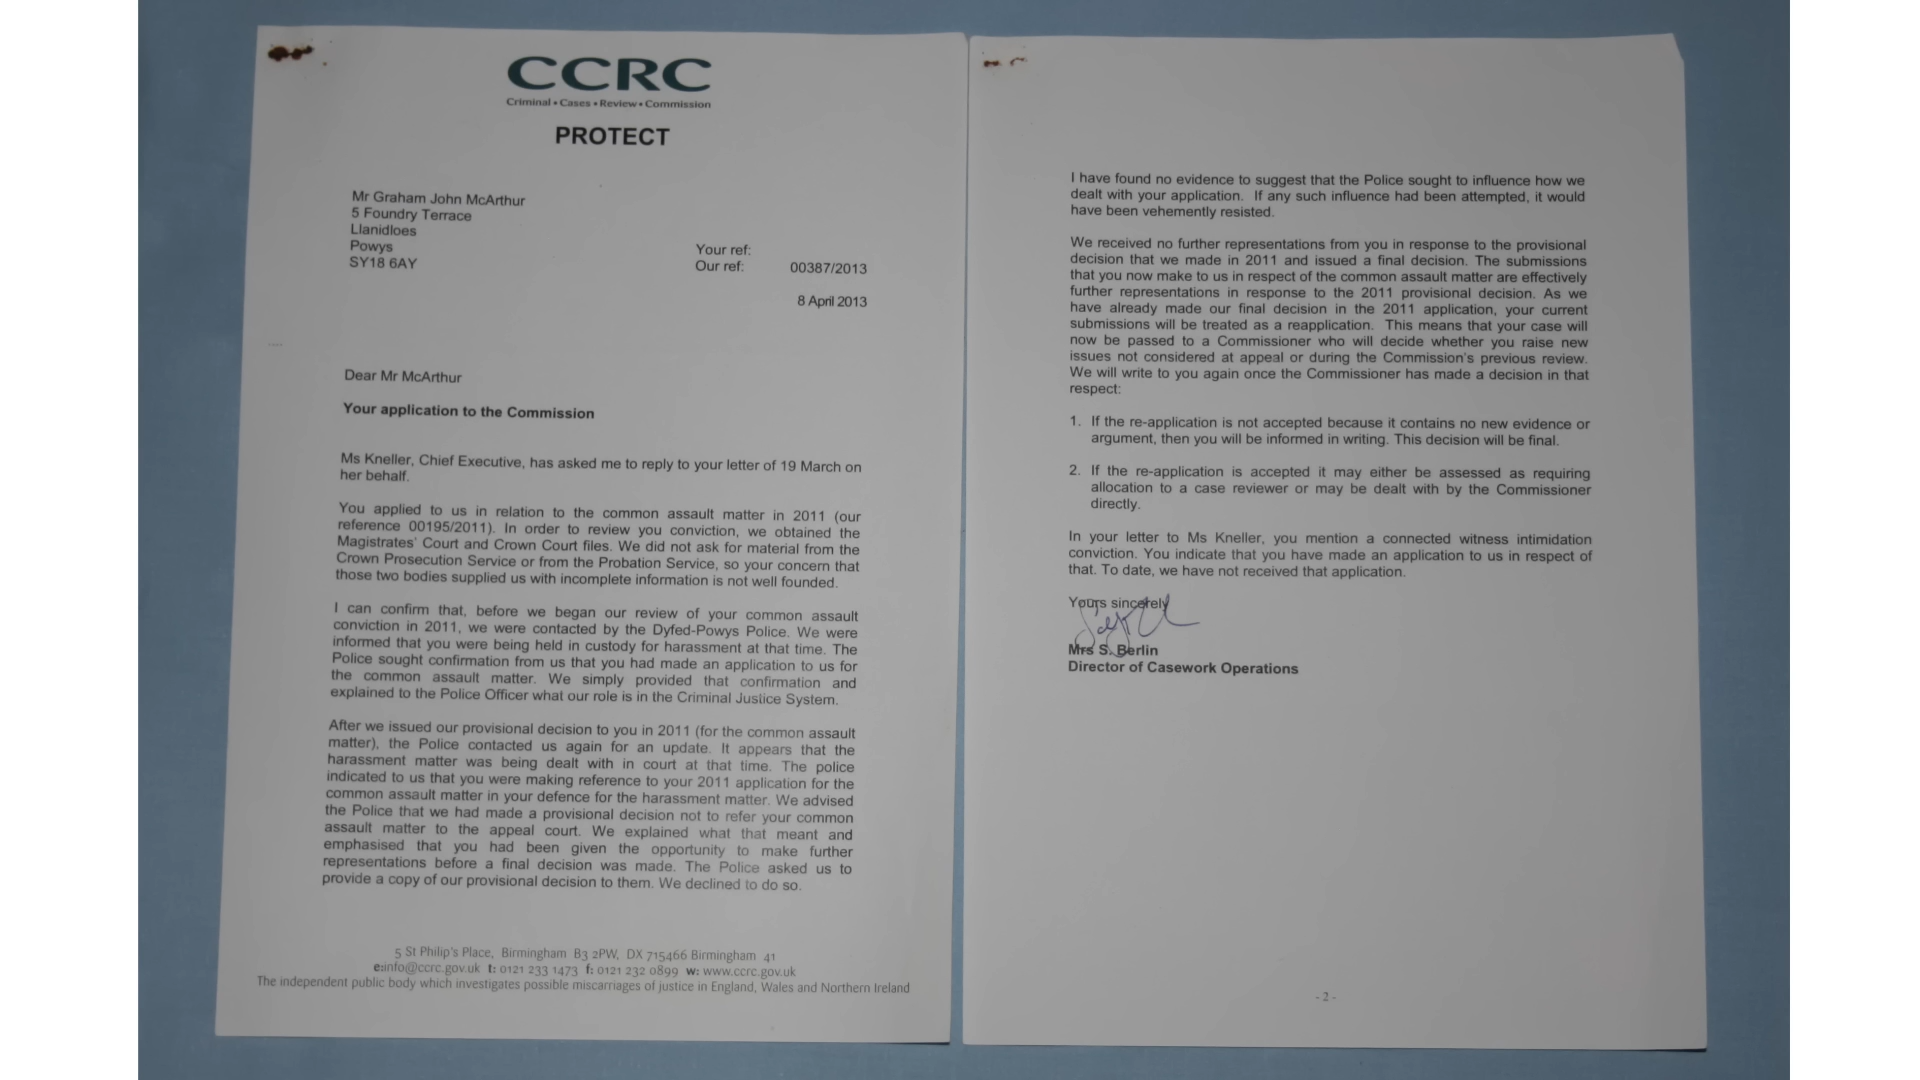 CCRC
Criminal • Cases • Review • Commission
PROTECT
Mr Graham John McArthur
5 Foundry Terrace
Llanidloes
Powys
SY18 6AY
Your ref:
Our ref: 00387/2013
8 April 2013
Dear Mr McArthur
Your application to the Commission
Ms Kneller, Chief Executive, has asked me to reply to your letter of 19 March on
her behalf.
You applied to us in relation to the common assault matter in 2011 (our
reference 00195/2011). In order to review you conviction, we obtained the
Magistrates' Court and Crown Court files. We did not ask for material from the
Crown Prosecution Service or from the Probation Service, so your concern that
those two bodies supplied us with incomplete information is not well founded.
I can confirm that, before we began our review of your common assault
conviction in 2011, we were contacted by the Dyfed-Powys Police. We were
informed that you were being held in custody for harassment at that time. The
Police sought confirmation from us that you had made an application to us for
the common assault matter. We simply provided that confirmation and
explained to the Police Officer what our role is in the Criminal Justice System.
After we issued our provisional decision to you in 2011 (for the common assault
matter), the Police contacted us again for an update. It appears that the
harassment matter was being dealt with in court at that time. The police
indicated to us that you were making reference to your 2011 application for the
common assault matter in your defence for the harassment matter. We advised
the Police that we had made a provisional decision not to refer your common
assault matter to the appeal court. We explained what that meant and
emphasised that you had been given the opportunity to make further
representations before a final decision was made. The Police asked us to
provide a copy of our provisional decision to them. We declined to do so.
5 St Philip's Place, Birmingham B3 2PW, DX 715466 Birmingham 41
e:info@ccrc.gov.uk t: 0121 233 1473 f: 0121 232 0899 w: www.ccrc.gov.uk
The independent public body which investigates possible miscarriages of justice in England, Wales and Northern Ireland
I have found no evidence to suggest that the Police sought to influence how we
dealt with your application. If any such influence had been attempted, it would
have been vehemently resisted.
We received no further representations from you in response to the provisional
decision that we made in 2011 and issued a final decision. The submissions
that you now make to us in respect of the common assault matter are effectively
further representations in response to the 2011 provisional decision. As we
have already made our final decision in the 2011 application, your current
submissions will be treated as a reapplication. This means that your case will
now be passed to a Commissioner who will decide whether you raise new
issues not considered at appeal or during the Commission's previous review.
We will write to you again once the Commissioner has made a decision in that
respect:
1. If the re-application is not accepted because it contains no new evidence or
argument, then you will be informed in writing. This decision will be final.
2. If the re-application is accepted it may either be assessed as requiring
allocation to a case reviewer or may be dealt with by the Commissioner
directly.
In your letter to Ms Kneller, you mention a connected witness intimidation
conviction. You indicate that you have made an application to us in respect of
that. To date, we have not received that application.
Yours sincerely
Mrs S. Berlin
Director of Casework Operations
- 2 -